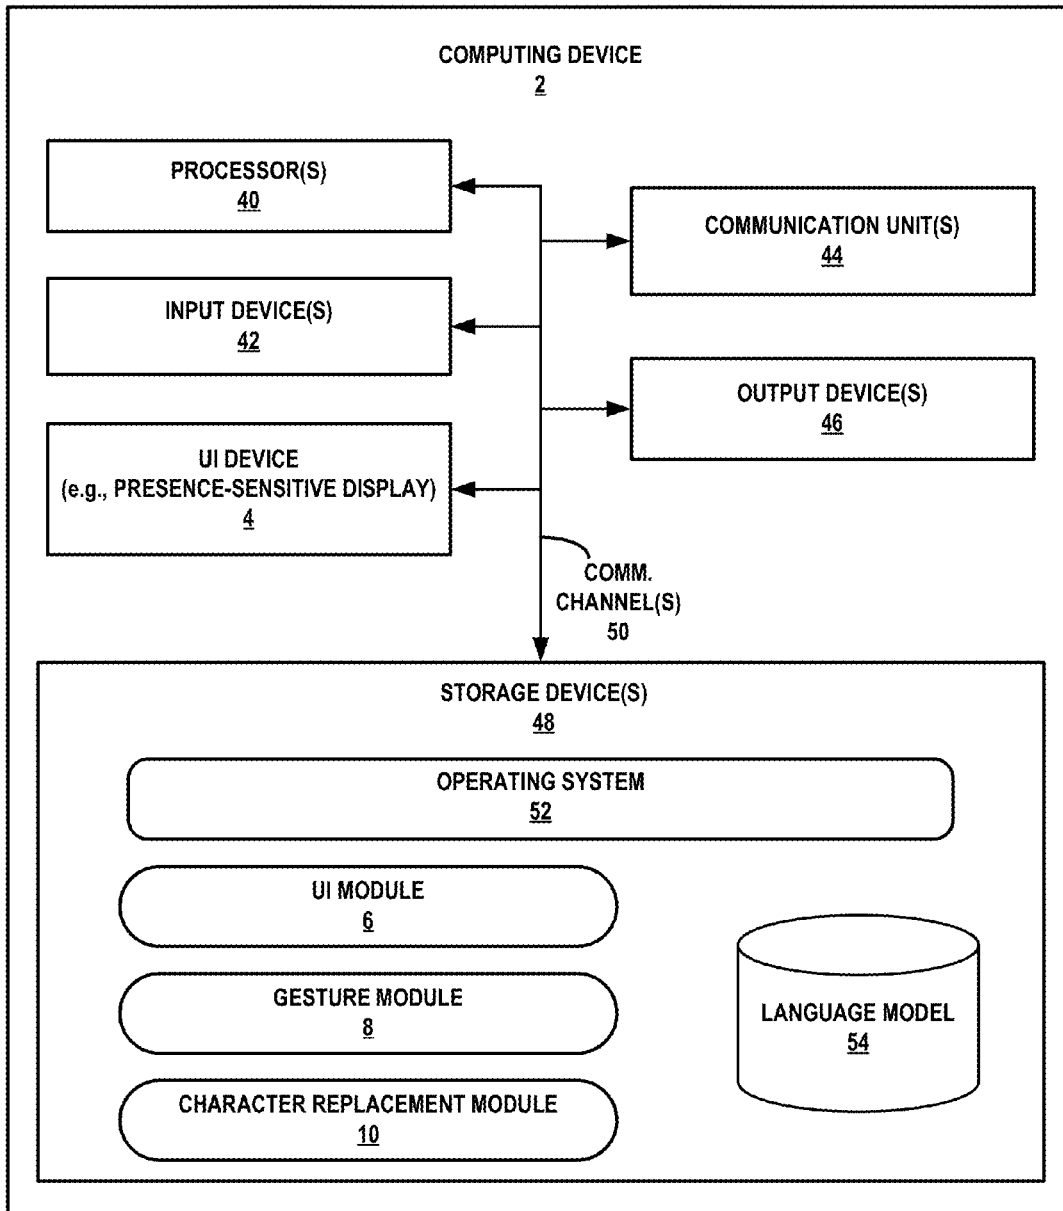 COMPUTING DEVICE
2
PROCESSOR(S)
40
COMMUNICATION UNIT(S)
44
INPUT DEVICE(S)
42
OUTPUT DEVICE(S)
46
UI DEVICE
(e.g., PRESENCE-SENSITIVE DISPLAY)
4
COMM.
CHANNEL(S)
50
STORAGE DEVICE(S)
48
OPERATING SYSTEM
52
UI MODULE
6
GESTURE MODULE
8
LANGUAGE MODEL
54
CHARACTER REPLACEMENT MODULE
10